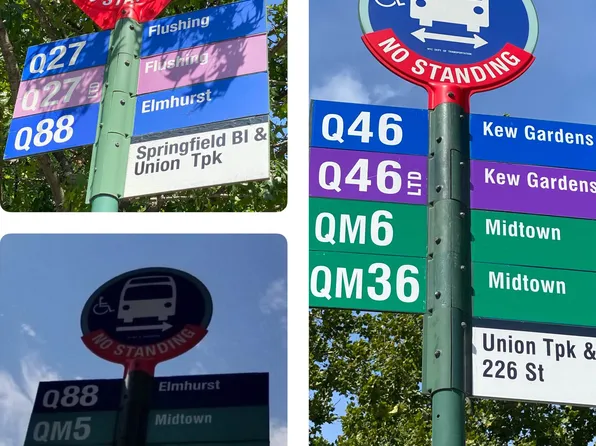 Q27 Flushing
Q27 Flushing
Q88 Elmhurst
Springfield Bl &
Union Tpk
NO STANDING
Q88 Elmhurst
QM5 Midtown
NO STANDING
Q46 Kew Gardens
Q46 LTD Kew Gardens
QM6 Midtown
QM36 Midtown
Union Tpk &
226 St